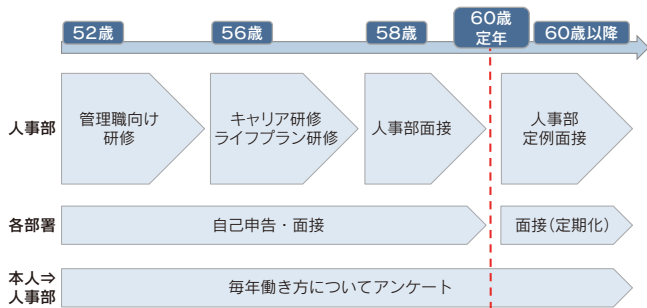 52歳
56歳
58歳
60歳
定年
60歳以降
人事部
管理職向け
研修
キャリア研修
ライフプラン研修
人事部面接
人事部
定例面接
各部署
自己申告・面接
面接(定期化)
本人⇒
人事部
毎年働き方についてアンケート